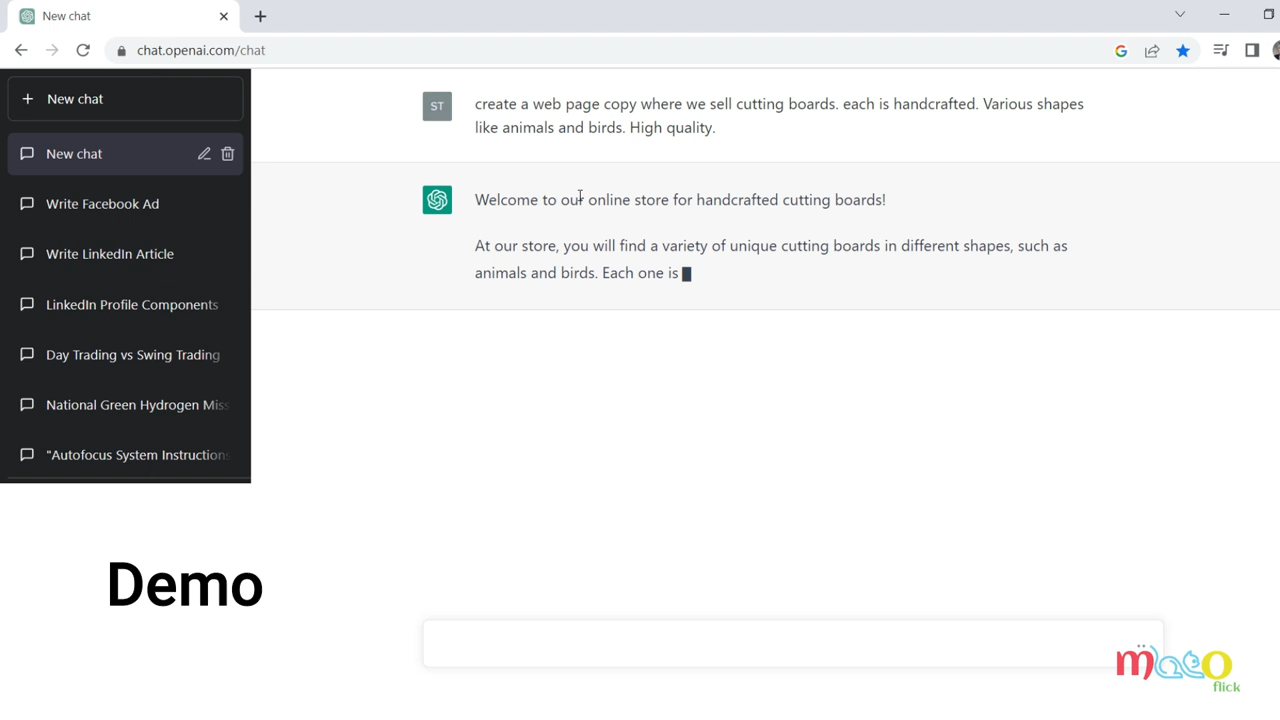 New chat
chat.openai.com/chat
New chat
New chat
Write Facebook Ad
Write LinkedIn Article
LinkedIn Profile Components
Day Trading vs Swing Trading
National Green Hydrogen Miss
"Autofocus System Instructions
ST
create a web page copy where we sell cutting boards. each is handcrafted. Various shapes
like animals and birds. High quality.
Welcome to our online store for handcrafted cutting boards!
At our store, you will find a variety of unique cutting boards in different shapes, such as
animals and birds. Each one is
Demo
maco
flick